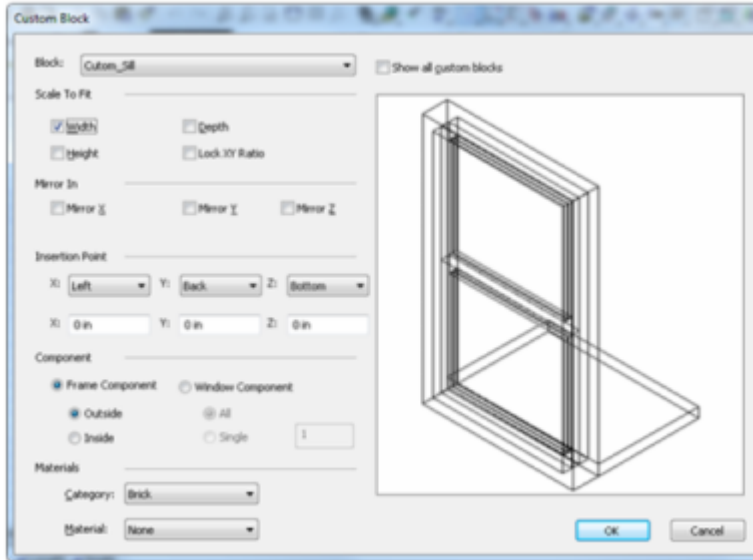 Custom Block
Block: Cutom_Sill
Show all custom blocks
Scale To Fit
Width
Depth
Height
Lock XY Ratio
Mirror In
Mirror X
Mirror Y
Mirror Z
Insertion Point
X: Left Y: Back Z: Bottom
X: 0 in Y: 0 in Z: 0 in
Component
Frame Component
Window Component
Outside
All
Inside
Single
1
Materials
Category: Brick
Material: None
OK
Cancel